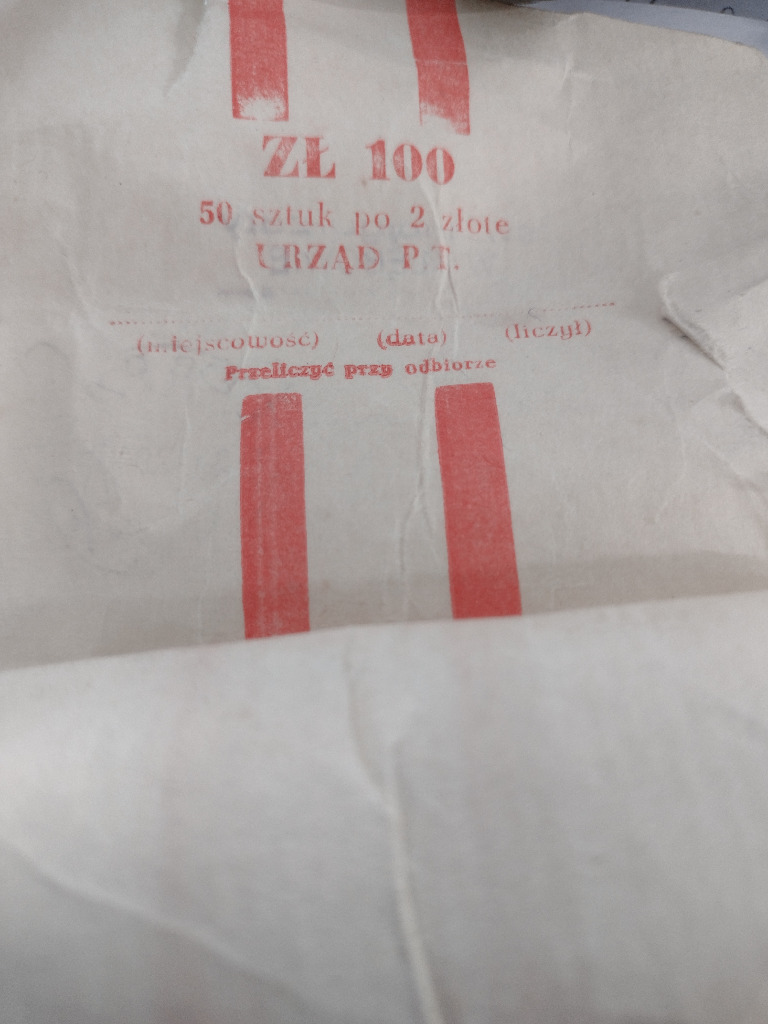 ZŁ 100
50 sztuk po 2 złote
URZĄD P.T.
(miejscowość) (data) (liczył)
Przeliczyć przy odbiorze